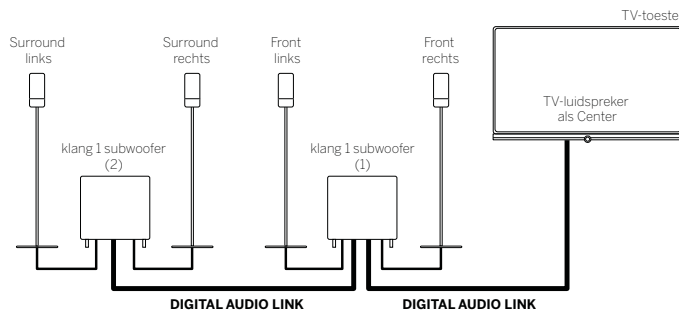 TV-toeste
Surround
links
Surround
rechts
Front
links
Front
rechts
TV-luidspreker
als Center
klang 1 subwoofer
(2)
klang 1 subwoofer
(1)
DIGITAL AUDIO LINK
DIGITAL AUDIO LINK